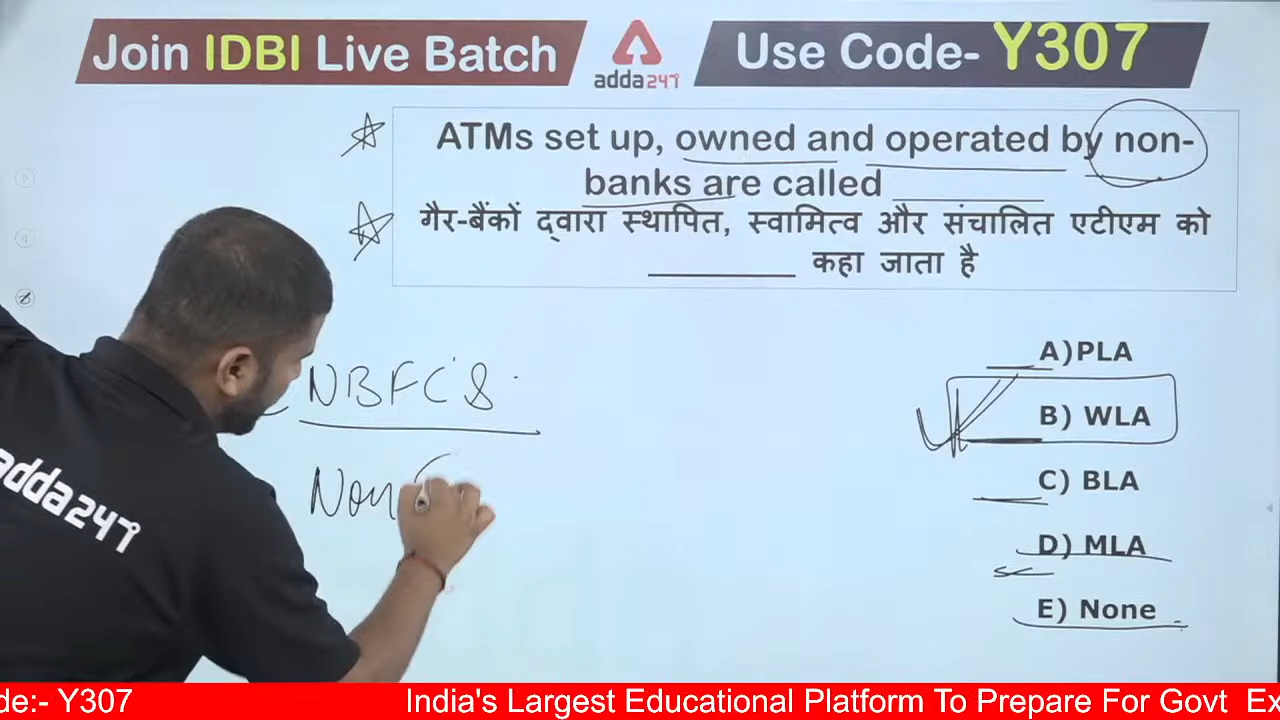 Join IDBI Live Batch
adda247
Use Code- Y307
ATMs set up, owned and operated by non-
banks are called ________
गैर-बैंकों द्वारा स्थापित, स्वामित्व और संचालित एटीएम को
________ कहा जाता है
NBFC's
Non
A)PLA
B) WLA
C) BLA
D) MLA
E) None
adda247
de:- Y307 India's Largest Educational Platform To Prepare For Govt Ex